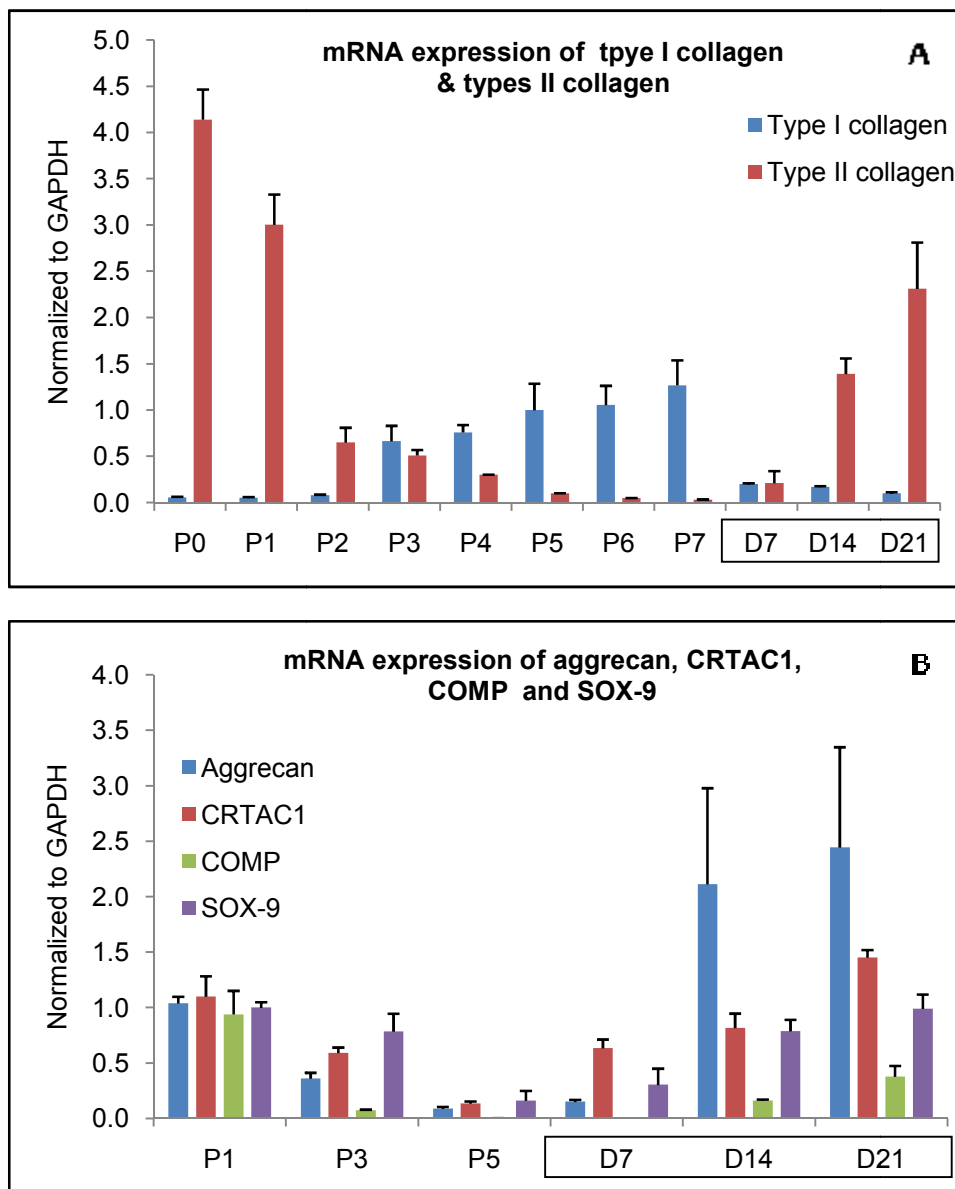 mRNA expression of tpye I collagen
& types II collagen
A
Type I collagen
Type II collagen
Normalized to GAPDH
5.0
4.5
4.0
3.5
3.0
2.5
2.0
1.5
1.0
0.5
0.0
P0 P1 P2 P3 P4 P5 P6 P7 D7 D14 D21
mRNA expression of aggrecan, CRTAC1,
COMP and SOX-9
B
Aggrecan
CRTAC1
COMP
SOX-9
Normalized to GAPDH
4.0
3.5
3.0
2.5
2.0
1.5
1.0
0.5
0.0
P1 P3 P5 D7 D14 D21